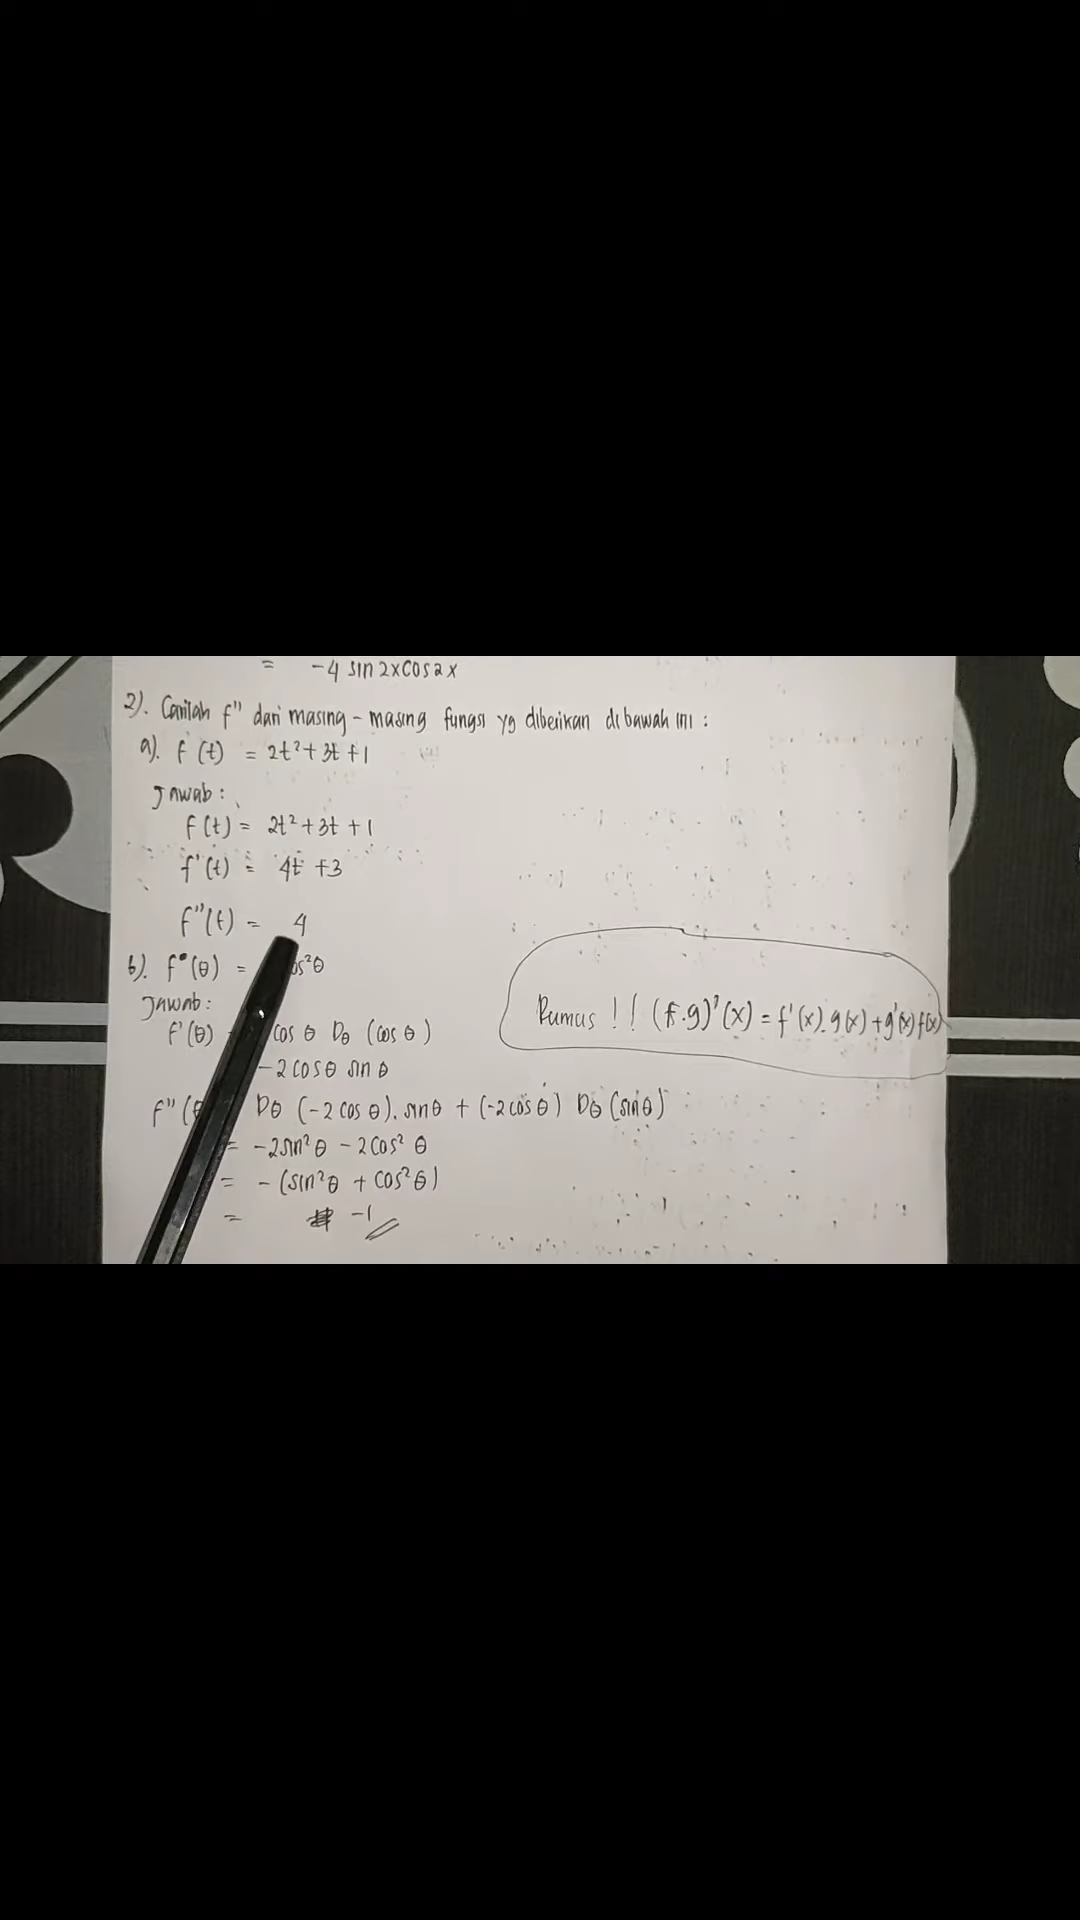 = -4 sin 2x cos 2x
2). Carilah f" dari masing-masing fungsi yg diberikan di bawah ini :
a). f (t) = 2t² + 3t + 1
Jawab :
f (t) = 2t² + 3t + 1
f'(t) = 4t + 3
f"(t) = 4
b). f (θ) = os²θ
Jawab :
f'(θ) cos θ Dθ (cos θ)
-2 cos θ sin θ
f" ( Dθ (-2 cos θ). sin θ + (-2 cos θ) Dθ (sin θ)
= -2 sin² θ - 2 cos² θ
= - (sin² θ + cos² θ)
= -1
Rumus !! (f.g)'(x) = f'(x).g(x) + g'(x) f(x)